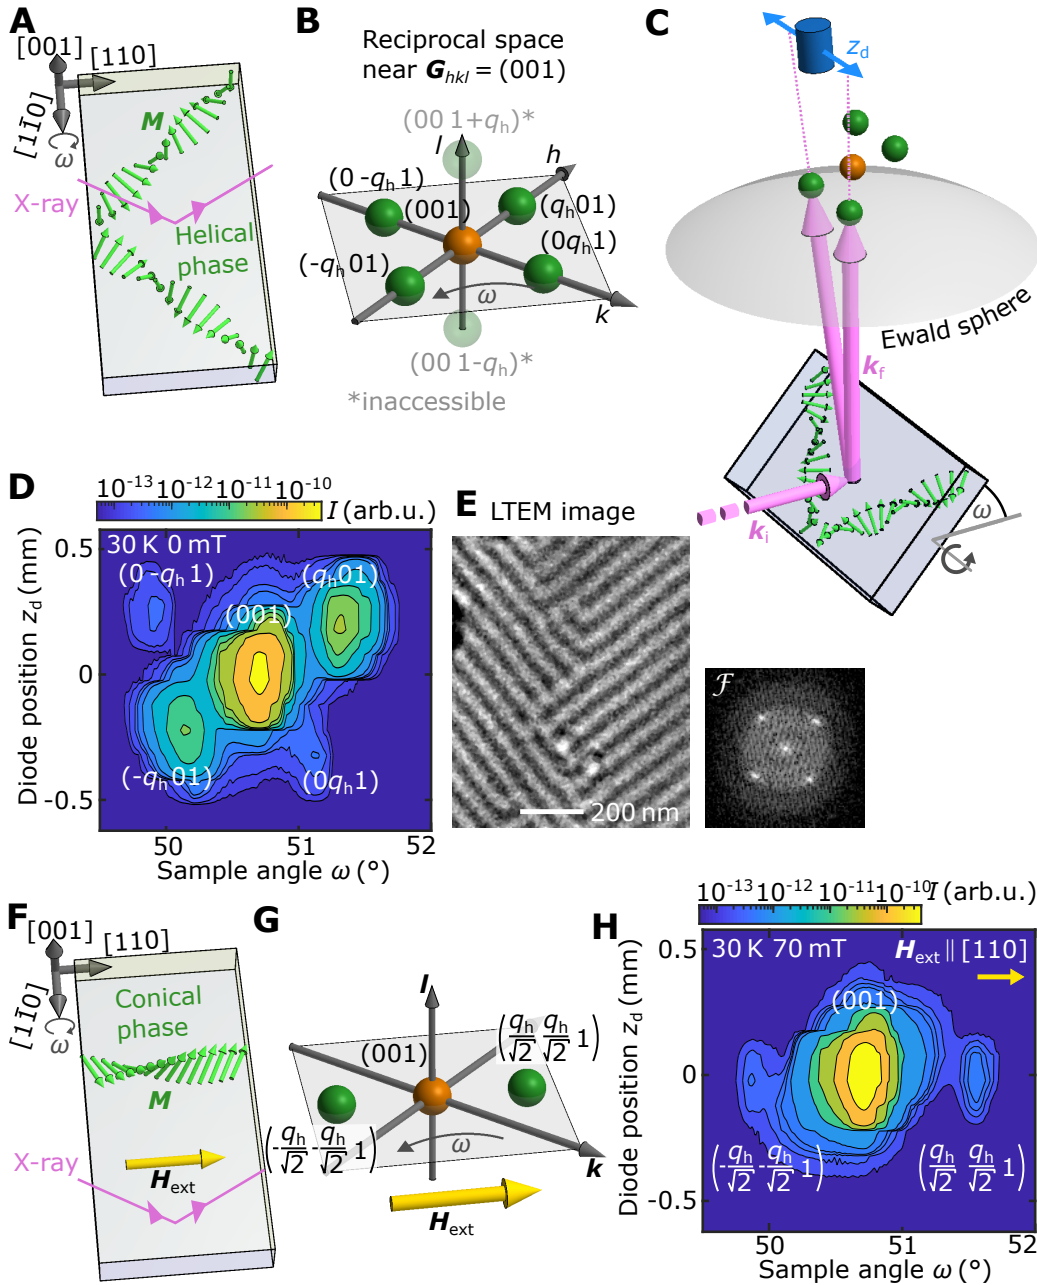 A
[001]
[110]
[11̄0]
ω
M
X-ray
Helical
phase
B
Reciprocal space
near G_hkl = (001)
(00 1+q_h)*
l
h
(0 -q_h 1)
(001)
(q_h 01)
(-q_h 01)
(0q_h 1)
ω
k
(00 1-q_h)*
*inaccessible
C
z_d
Ewald sphere
k_f
k_i
ω
D
10^-13 10^-12 10^-11 10^-10 I (arb.u.)
30 K 0 mT
(0 -q_h 1)
(q_h 01)
(001)
(-q_h 01)
(0q_h 1)
0.5
0
-0.5
Diode position z_d (mm)
50 51 52
Sample angle ω (°)
E LTEM image
200 nm
ℱ
F
[001]
[110]
[11̄0]
ω
Conical
phase
M
X-ray
H_ext
G
l
(001)
(q_h/√2 q_h/√2 1)
(-q_h/√2 -q_h/√2 1)
ω
k
H_ext
H
10^-13 10^-12 10^-11 10^-10 I (arb.u.)
30 K 70 mT
H_ext || [110]
(001)
(-q_h/√2 -q_h/√2 1)
(q_h/√2 q_h/√2 1)
0.5
0
-0.5
Diode position z_d (mm)
50 51 52
Sample angle ω (°)